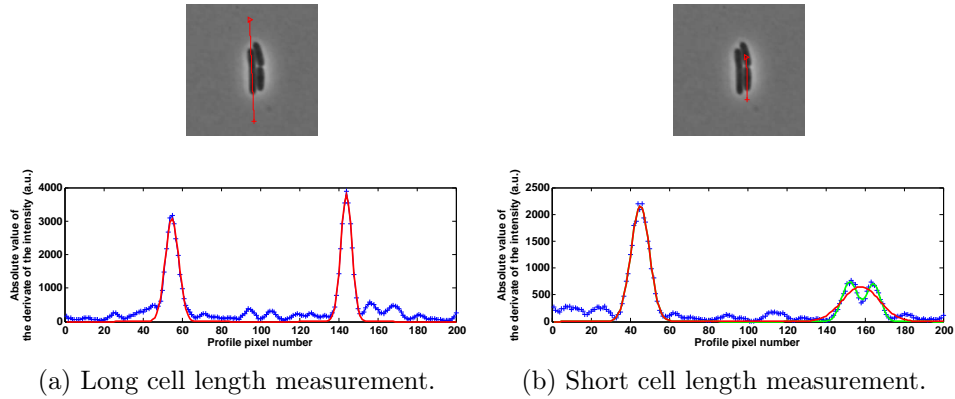 4000
3000
2000
1000
0
0 20 40 60 80 100 120 140 160 180 200
Absolute value of
the derivate of the intensity (a.u.)
Profile pixel number
(a) Long cell length measurement.
2500
2000
1500
1000
500
0
0 20 40 60 80 100 120 140 160 180 200
Absolute value of
the derivate of the intensity (a.u.)
Profile pixel number
(b) Short cell length measurement.